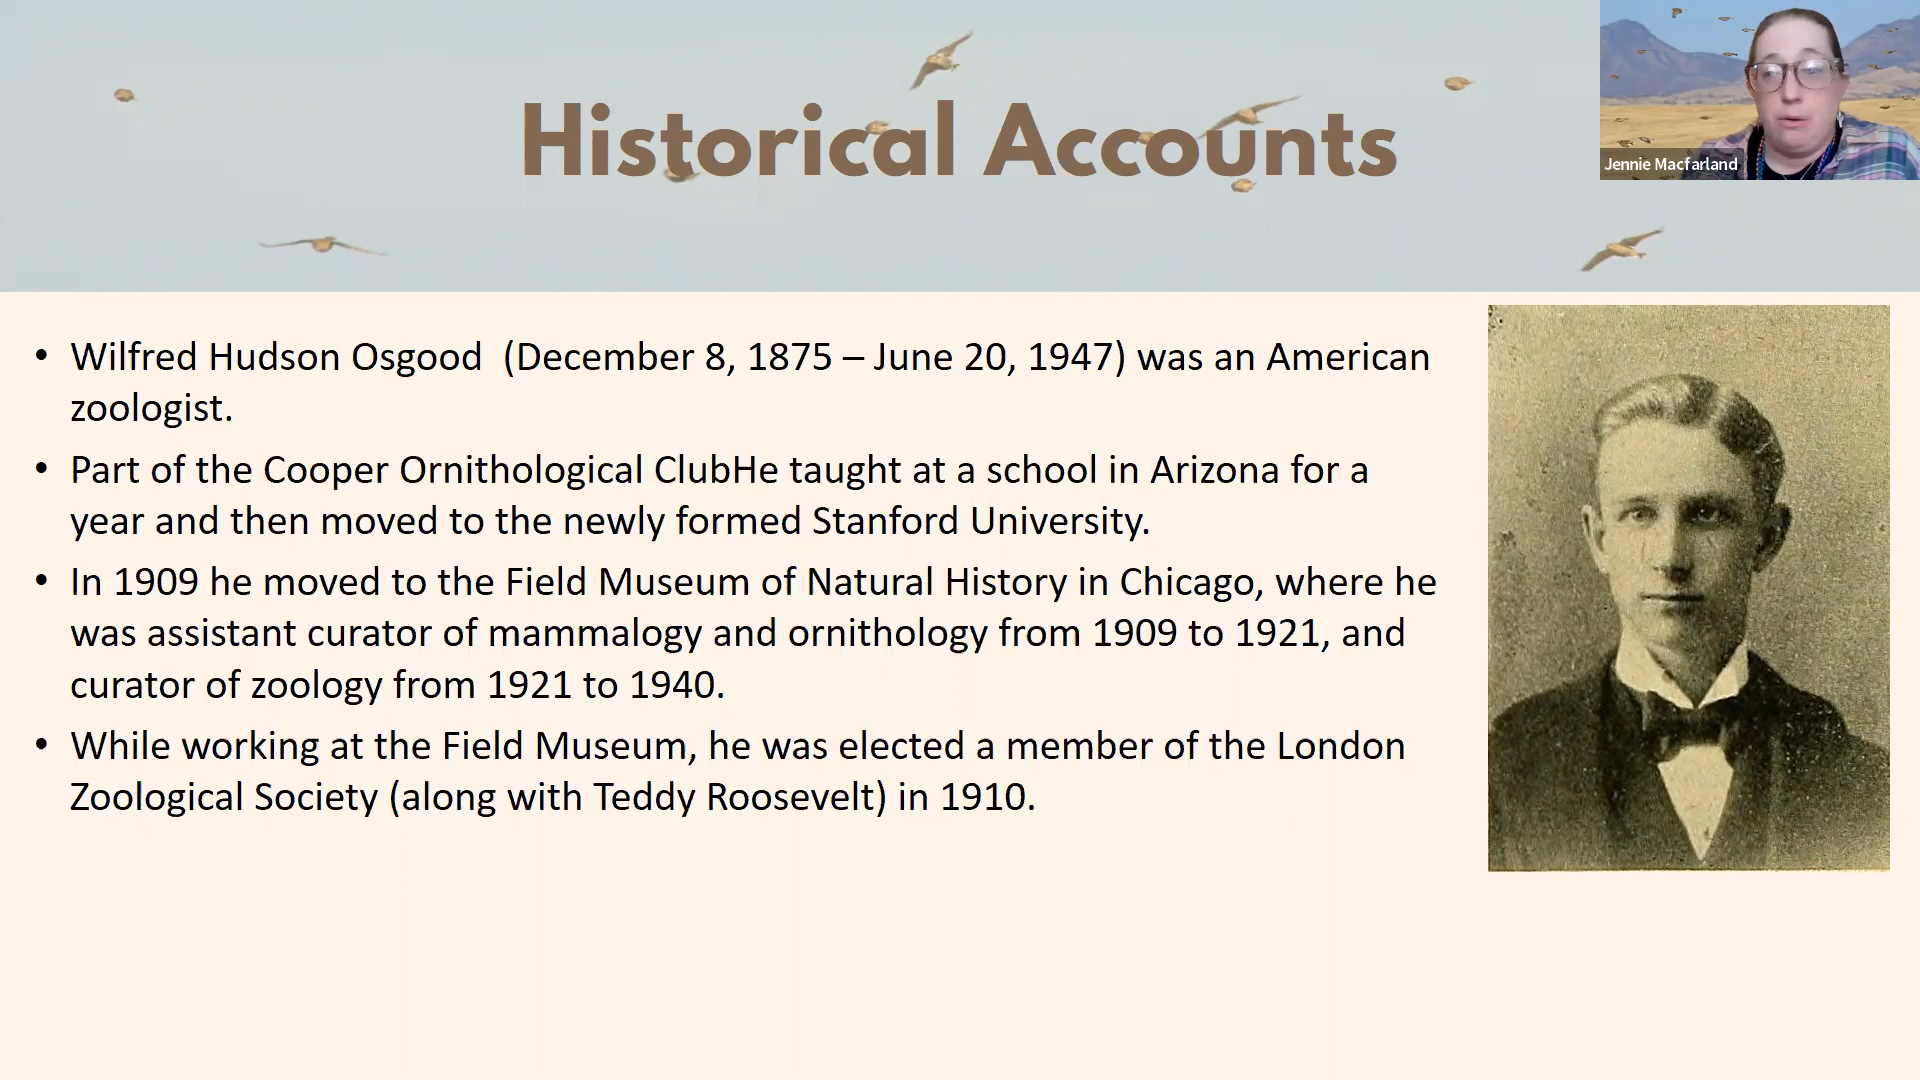 Historical Accounts
Jennie Macfarland
• Wilfred Hudson Osgood  (December 8, 1875 – June 20, 1947) was an American
zoologist.
• Part of the Cooper Ornithological ClubHe taught at a school in Arizona for a
year and then moved to the newly formed Stanford University.
• In 1909 he moved to the Field Museum of Natural History in Chicago, where he
was assistant curator of mammalogy and ornithology from 1909 to 1921, and
curator of zoology from 1921 to 1940.
• While working at the Field Museum, he was elected a member of the London
Zoological Society (along with Teddy Roosevelt) in 1910.